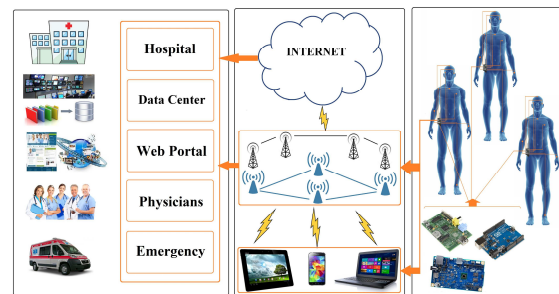 Hospital
INTERNET
Data Center
Web Portal
Physicians
Emergency